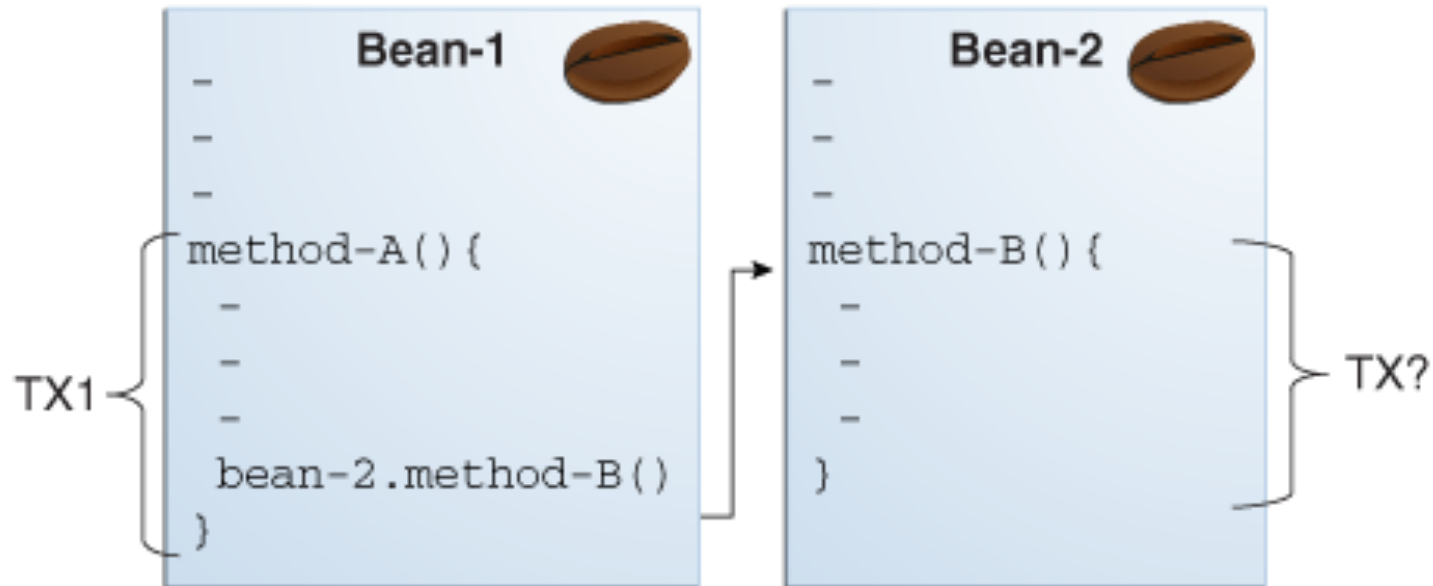 Bean-1
-
-
-
method-A(){
-
-
-
bean-2.method-B()
}
TX1
Bean-2
-
-
-
method-B(){
-
-
-
}
TX?